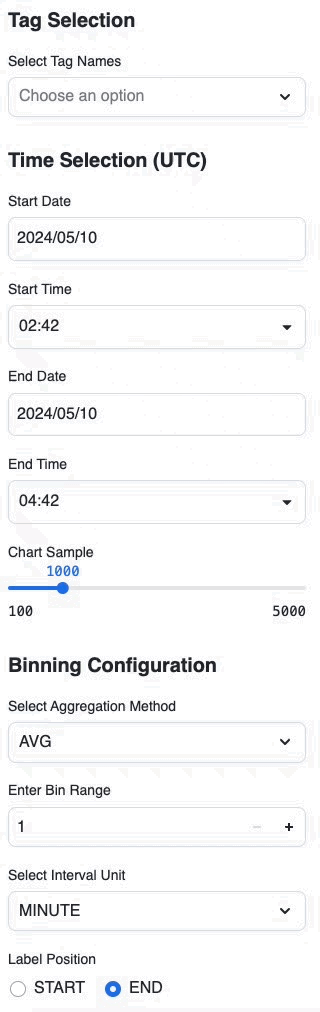 Tag Selection
Select Tag Names
Choose an option
Time Selection (UTC)
Start Date
2024/05/10
Start Time
02:42
End Date
2024/05/10
End Time
04:42
Chart Sample
1000
100 5000
Binning Configuration
Select Aggregation Method
AVG
Enter Bin Range
1 − +
Select Interval Unit
MINUTE
Label Position
START END